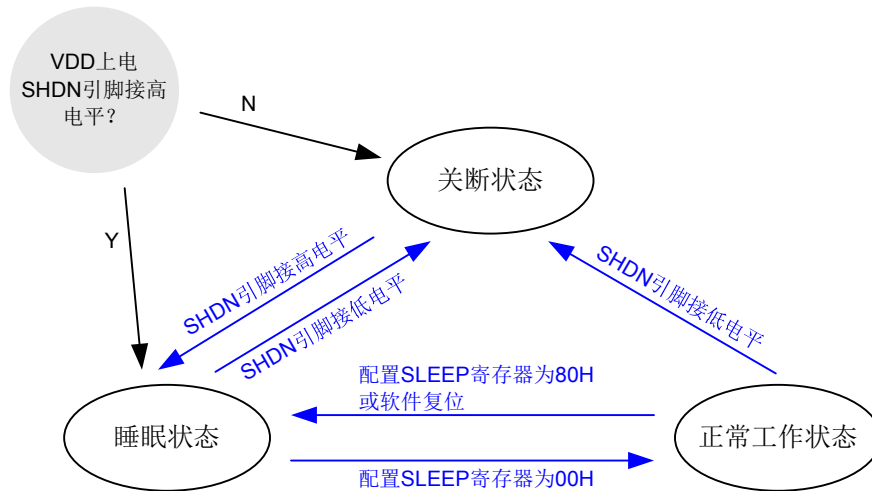 VDD上电
SHDN引脚接高
电平?
N
关断状态
Y
SHDN引脚接高电平
SHDN引脚接低电平
SHDN引脚接低电平
配置SLEEP寄存器为80H
或软件复位
睡眠状态
正常工作状态
配置SLEEP寄存器为00H